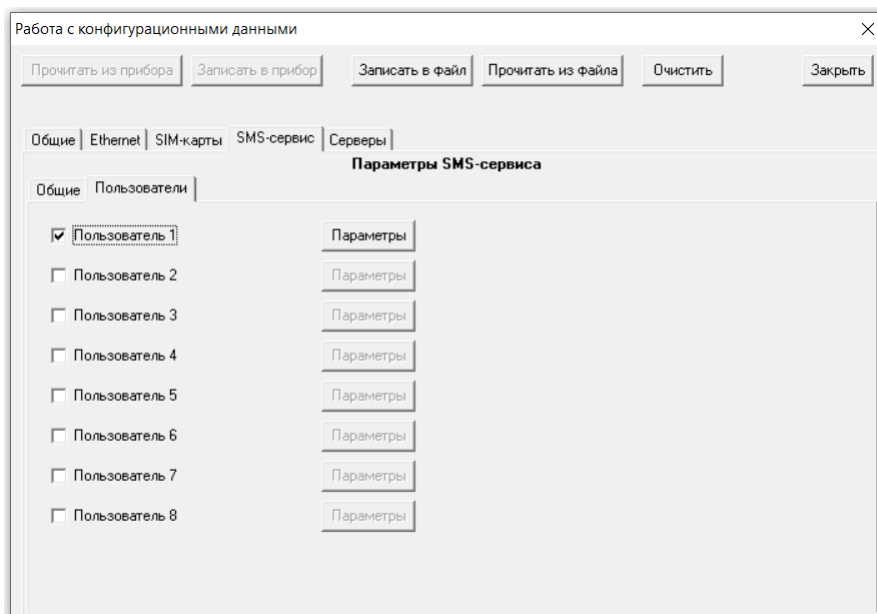 Работа с конфигурационными данными
Прочитать из прибора Записать в прибор Записать в файл Прочитать из файла Очистить Закрыть
Общие Ethernet SIM-карты SMS-сервис Серверы
Параметры SMS-сервиса
Общие Пользователи
Пользователь 1 Параметры
Пользователь 2 Параметры
Пользователь 3 Параметры
Пользователь 4 Параметры
Пользователь 5 Параметры
Пользователь 6 Параметры
Пользователь 7 Параметры
Пользователь 8 Параметры